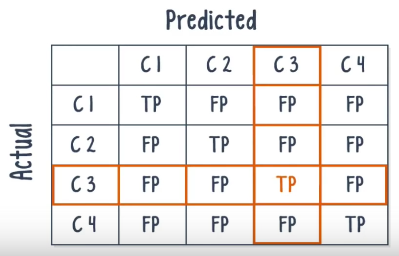 Predicted
Actual
C1 C2 C3 C4
C1 TP FP FP FP
C2 FP TP FP FP
C3 FP FP TP FP
C4 FP FP FP TP